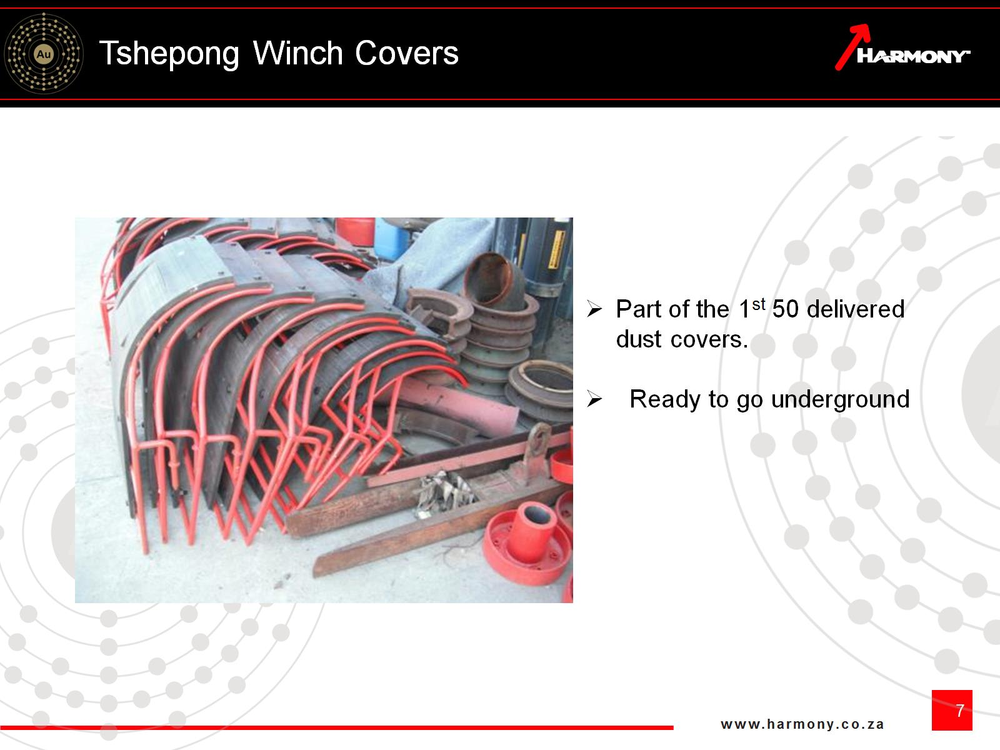 Au
Tshepong Winch Covers
HARMONY™
Part of the 1st 50 delivered
dust covers.
Ready to go underground
www.harmony.co.za
7